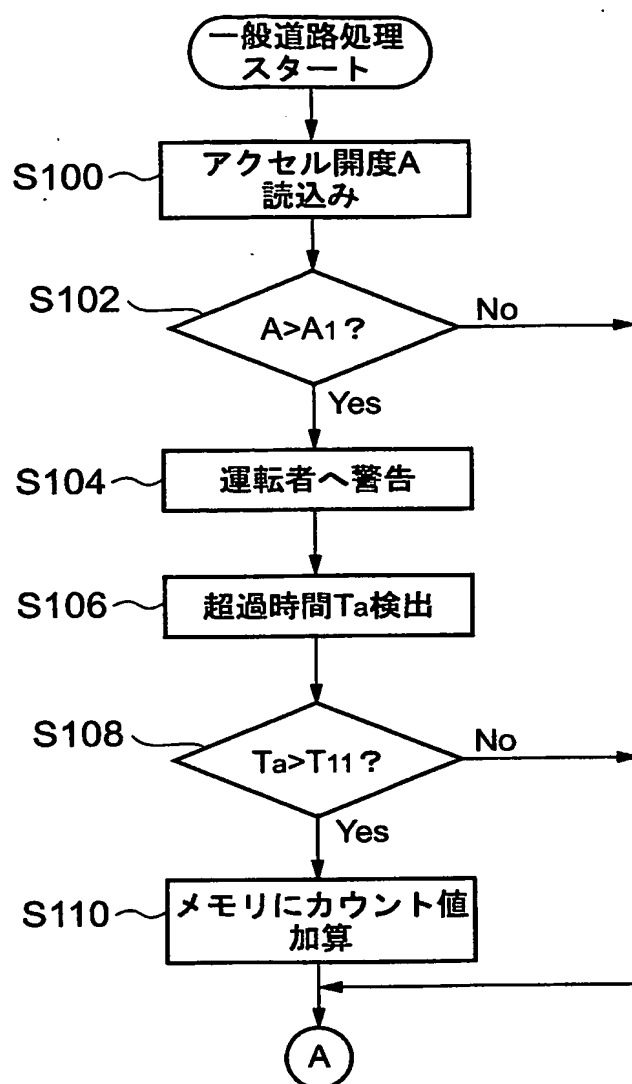 一般道路処理
スタート
S100
アクセル開度A
読込み
S102
A>A1?
No
Yes
S104
運転者へ警告
S106
超過時間Ta検出
S108
Ta>T11?
No
Yes
S110
メモリにカウント値
加算
A